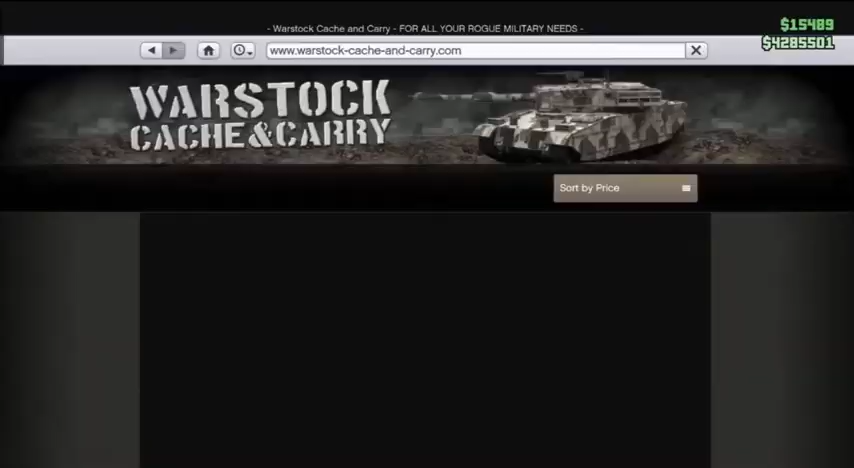 - Warstock Cache and Carry - FOR ALL YOUR ROGUE MILITARY NEEDS -
$15489
$4285501
www.warstock-cache-and-carry.com
WARSTOCK
CACHE&CARRY
Sort by Price